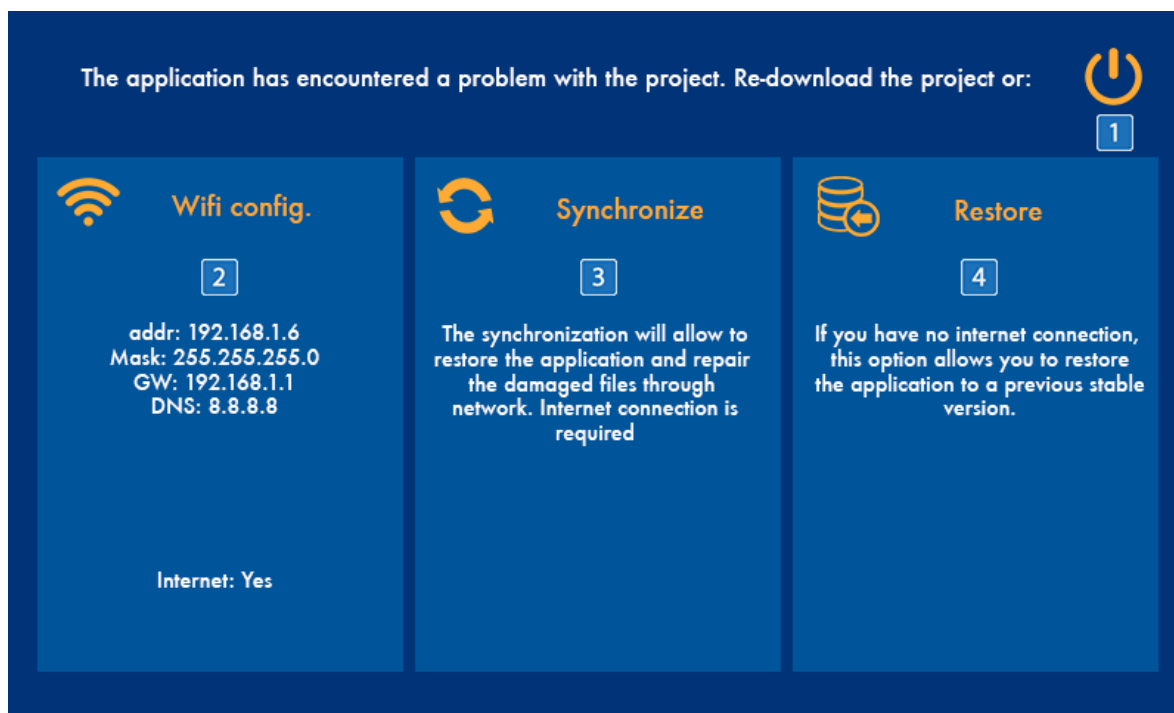 The application has encountered a problem with the project. Re-download the project or:
1
Wifi config.
2
addr: 192.168.1.6
Mask: 255.255.255.0
GW: 192.168.1.1
DNS: 8.8.8.8
Internet: Yes
Synchronize
3
The synchronization will allow to
restore the application and repair
the damaged files through
network. Internet connection is
required
Restore
4
If you have no internet connection,
this option allows you to restore
the application to a previous stable
version.